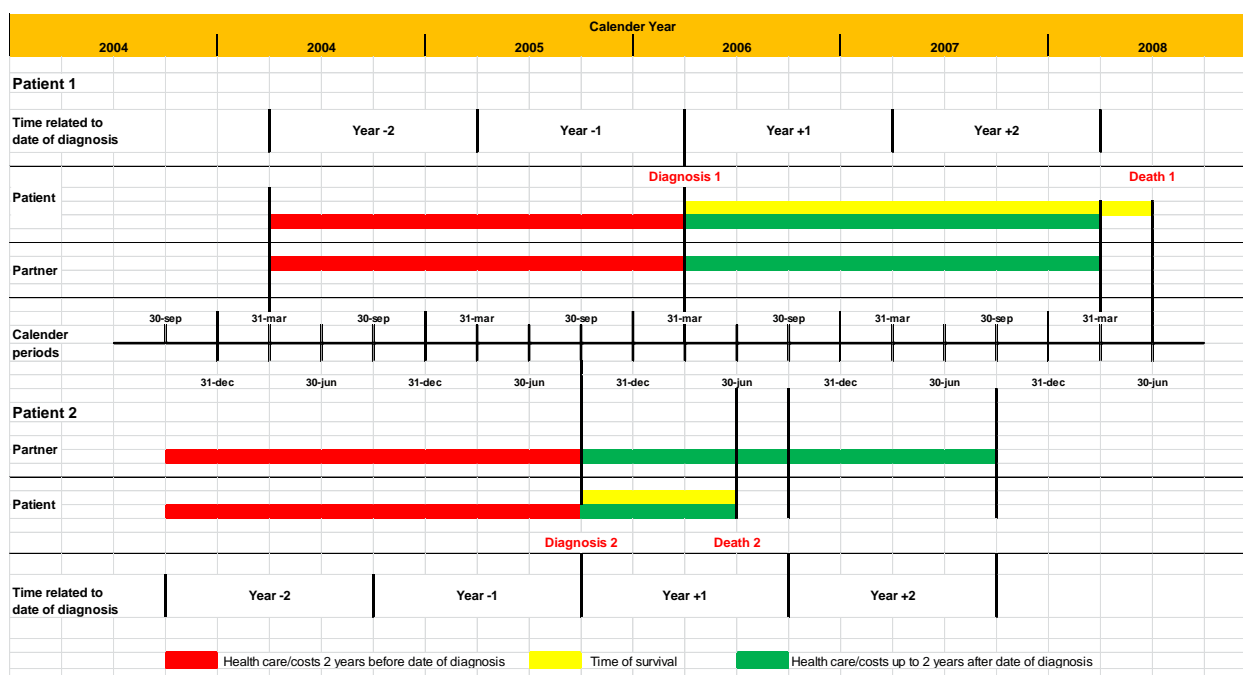 Calender Year
2004 2004 2005 2006 2007 2008
Patient 1
Time related to
date of diagnosis
Year -2 Year -1 Year +1 Year +2
Diagnosis 1 Death 1
Patient
Partner
30-sep 31-mar 30-sep 31-mar 30-sep 31-mar 30-sep 31-mar 30-sep 31-mar
Calender
periods
31-dec 30-jun 31-dec 30-jun 31-dec 30-jun 31-dec 30-jun 31-dec 30-jun
Patient 2
Partner
Patient
Diagnosis 2 Death 2
Time related to
date of diagnosis
Year -2 Year -1 Year +1 Year +2
Health care/costs 2 years before date of diagnosis Time of survival Health care/costs up to 2 years after date of diagnosis